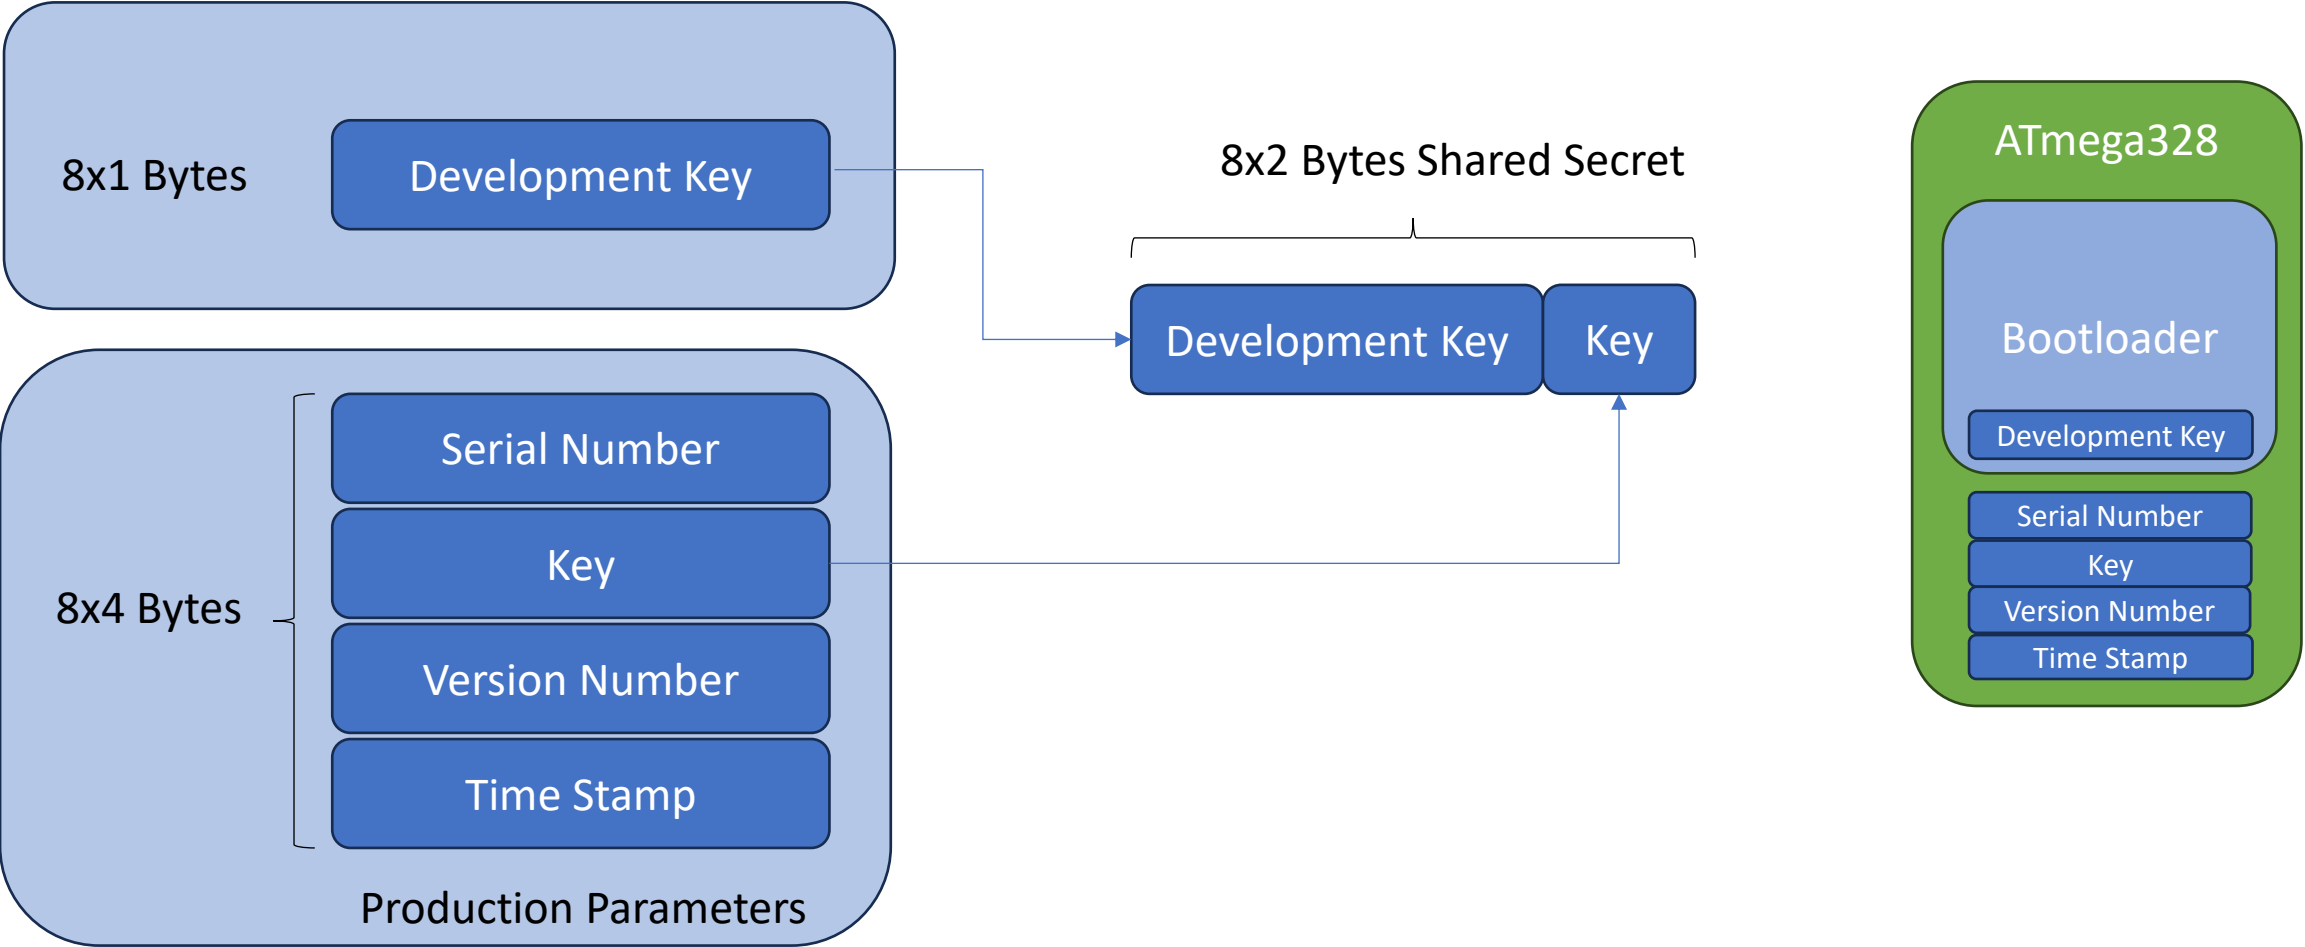 8x1 Bytes
Development Key
8x4 Bytes
Serial Number
Key
Version Number
Time Stamp
Production Parameters
8x2 Bytes Shared Secret
Development Key
Key
ATmega328
Bootloader
Development Key
Serial Number
Key
Version Number
Time Stamp